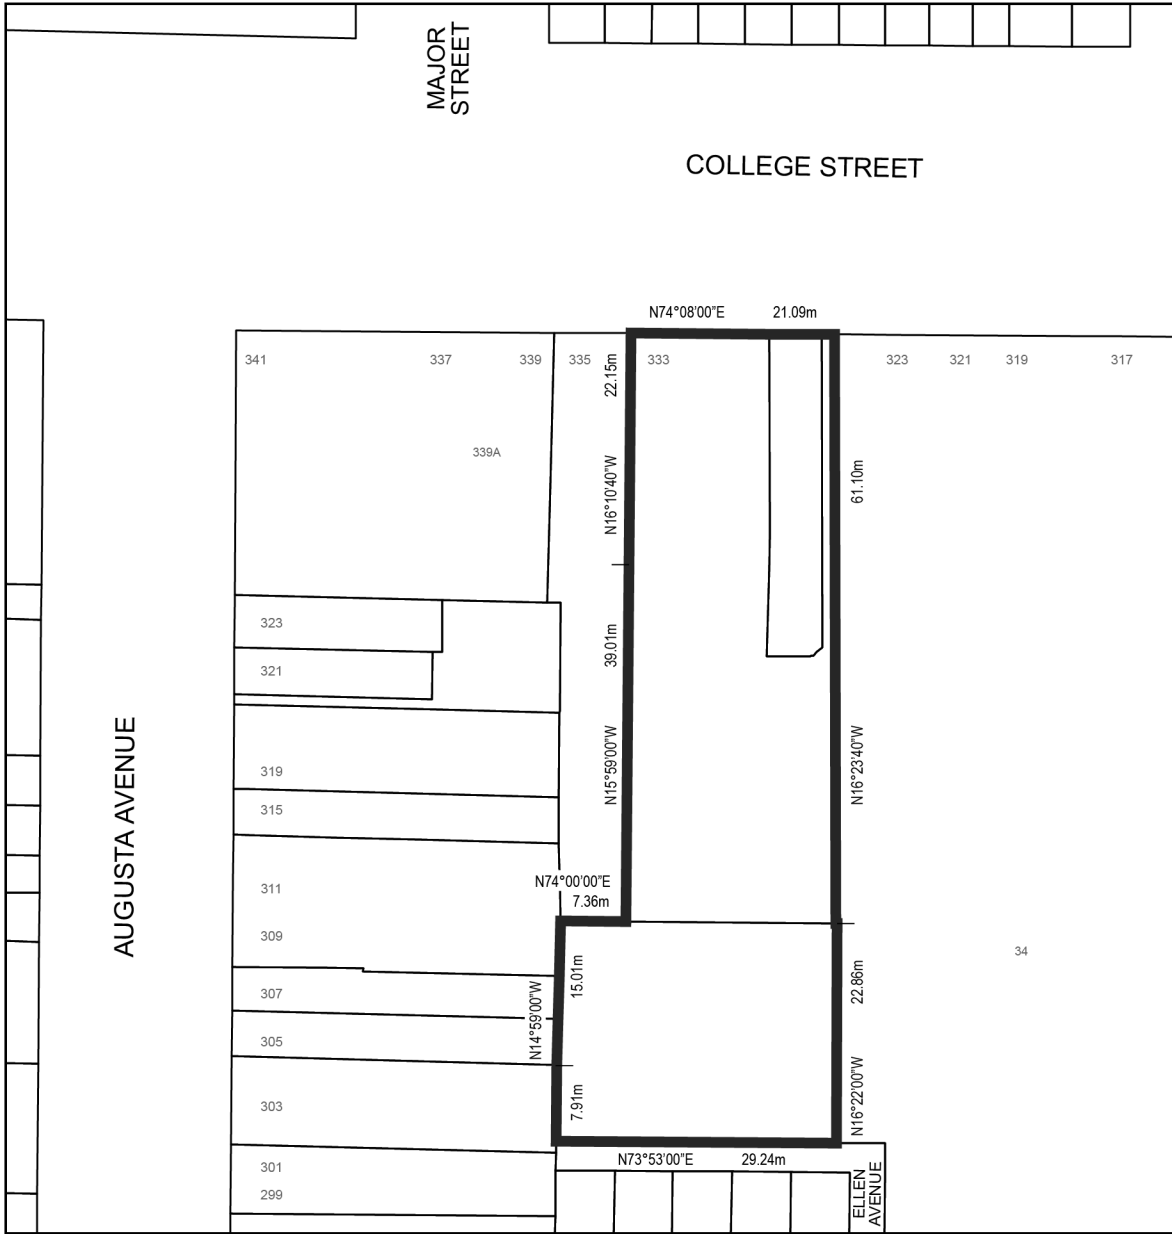 MAJOR
STREET
COLLEGE STREET
N74°08'00"E 21.09m
341 337 339 335 333 323 321 319 317
22.15m
339A
61.10m
N16°10'40"W
323
39.01m
321
N15°59'00"W
N16°23'40"W
319
315
AUGUSTA AVENUE
N74°00'00"E
7.36m
311
309
34
15.01m
22.86m
307
N14°59'00"W
305
7.91m
N16°22'00"W
303
N73°53'00"E 29.24m
301
299
ELLEN
AVENUE